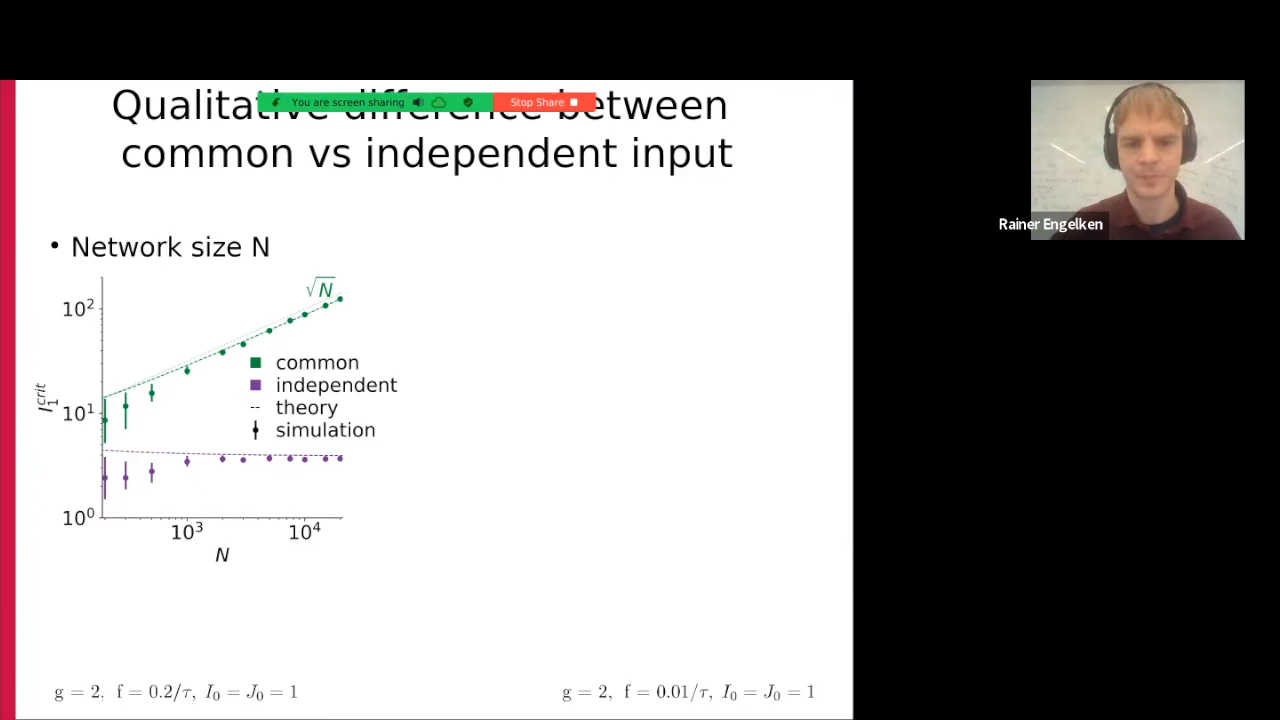 Qualitative difference between
common vs independent input
You are screen sharing
Stop Share
Rainer Engelken
• Network size N
√N
10²
10¹
10⁰
I₁ᶜʳⁱᵗ
common
independent
theory
simulation
10³ 10⁴
N
g = 2, f = 0.2/τ, I₀ = J₀ = 1
g = 2, f = 0.01/τ, I₀ = J₀ = 1